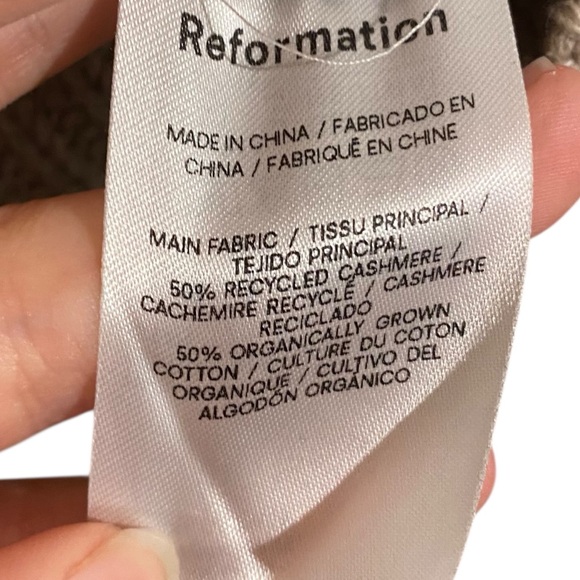 Reformation
MADE IN CHINA / FABRICADO EN
CHINA / FABRIQUÉ EN CHINE
MAIN FABRIC / TISSU PRINCIPAL /
TEJIDO PRINCIPAL
50% RECYCLED CASHMERE /
CACHEMIRE RECYCLÉ / CASHMERE
RECICLADO
50% ORGANICALLY GROWN
COTTON / CULTURE DU COTON
ORGANIQUE / CULTIVO DEL
ALGODÓN ORGÁNICO